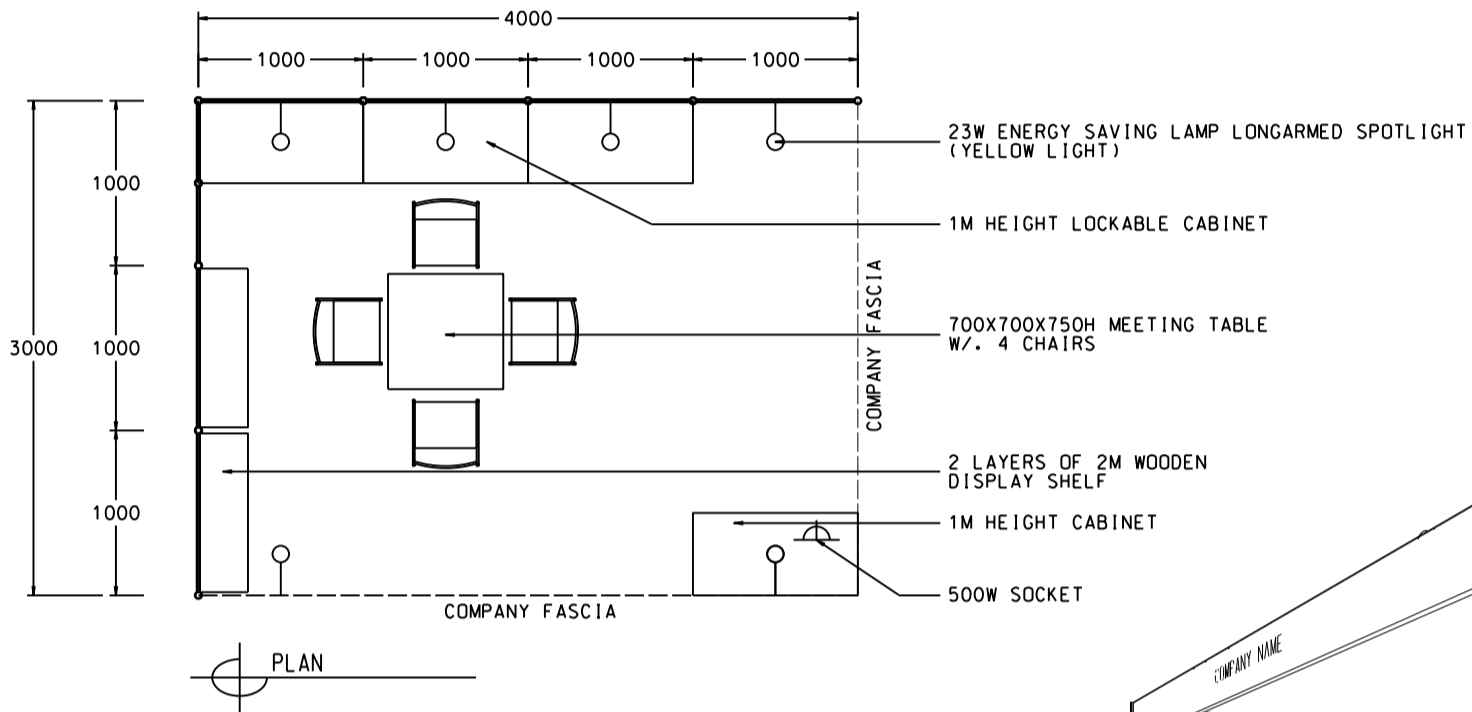 4000
1000 1000 1000 1000
23W ENERGY SAVING LAMP LONGARMED SPOTLIGHT
(YELLOW LIGHT)
1000
1M HEIGHT LOCKABLE CABINET
COMPANY FASCIA
3000
1000
700X700X750H MEETING TABLE
W/. 4 CHAIRS
2 LAYERS OF 2M WOODEN
DISPLAY SHELF
1000
1M HEIGHT CABINET
500W SOCKET
COMPANY FASCIA
PLAN
COMPANY NAME